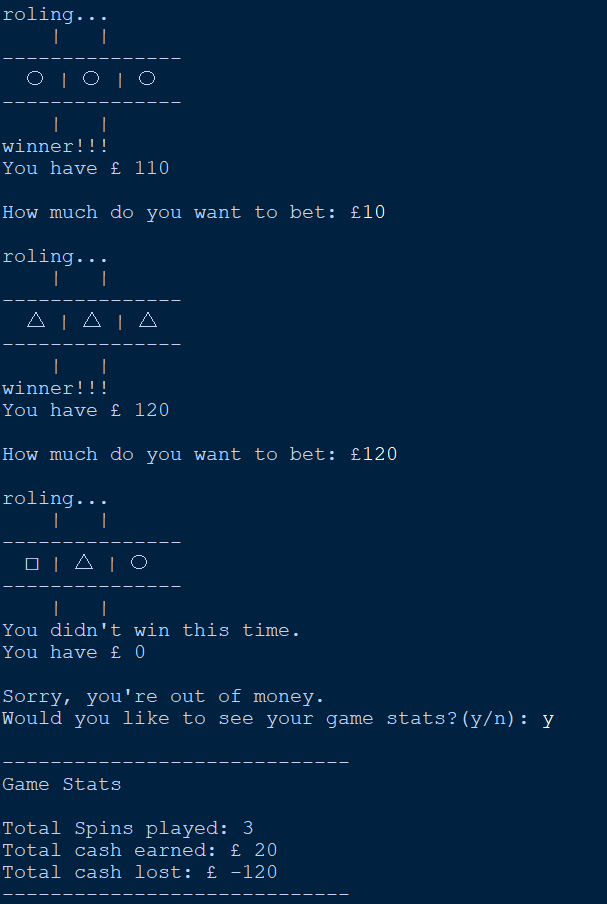 roling...
    |   |
---------------
  ○ | ○ | ○
---------------
    |   |
winner!!!
You have £ 110
How much do you want to bet: £10
roling...
    |   |
---------------
  △ | △ | △
---------------
    |   |
winner!!!
You have £ 120
How much do you want to bet: £120
roling...
    |   |
---------------
  □ | △ | ○
---------------
    |   |
You didn't win this time.
You have £ 0
Sorry, you're out of money.
Would you like to see your game stats?(y/n): y
-----------------------------
Game Stats
Total Spins played: 3
Total cash earned: £ 20
Total cash lost: £ -120
-----------------------------